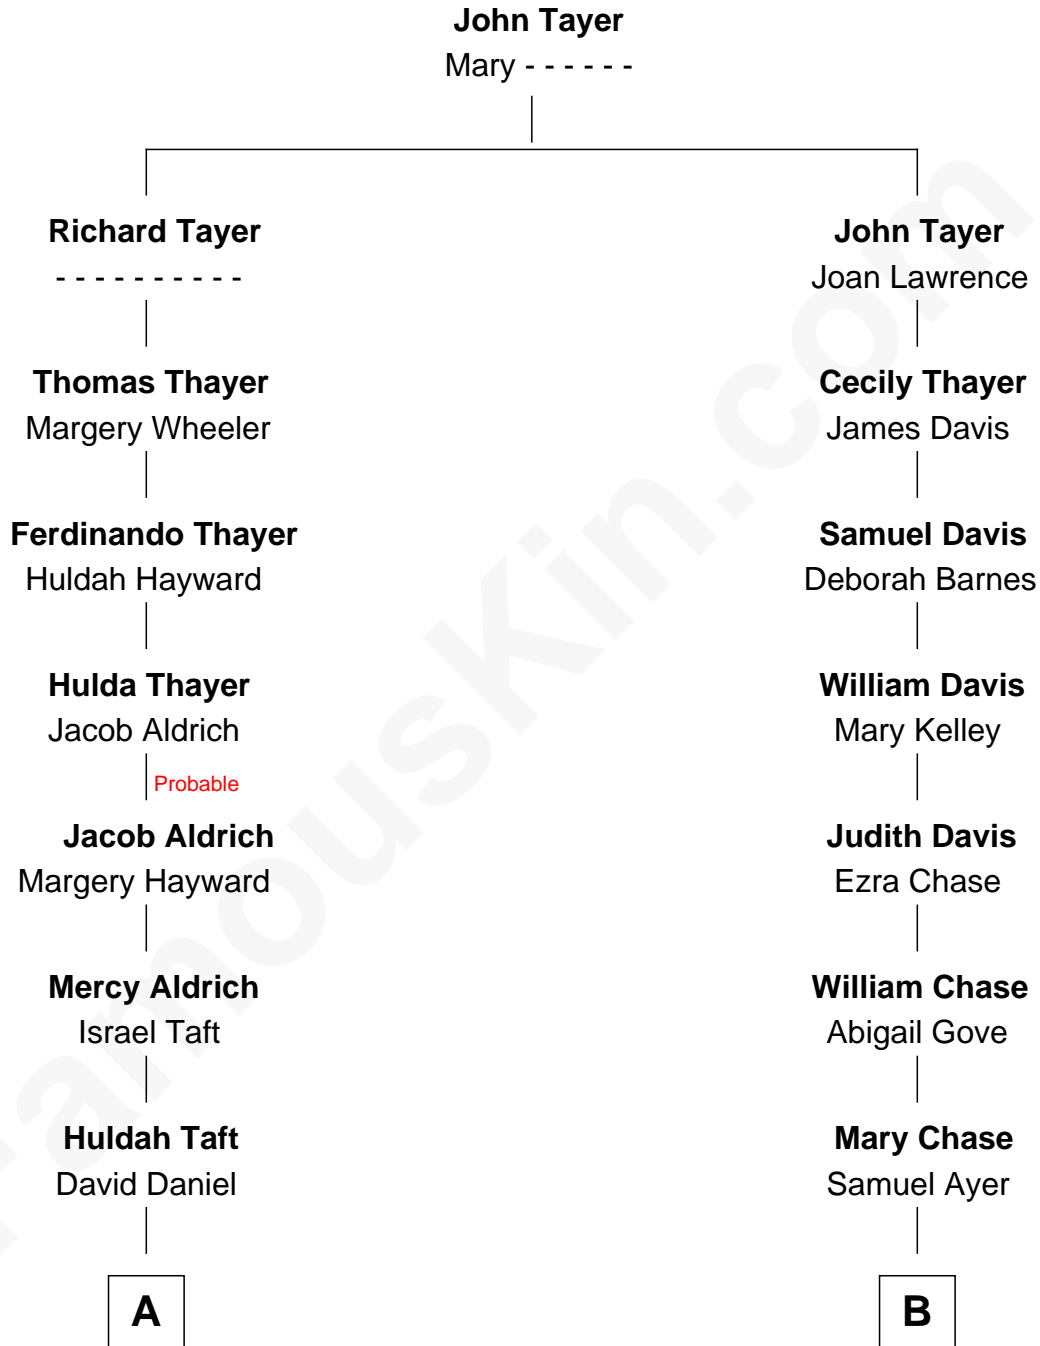 John Tayer
Mary - - - - - -
Richard Tayer
- - - - - - - - - -
John Tayer
Joan Lawrence
Thomas Thayer
Margery Wheeler
Cecily Thayer
James Davis
Ferdinando Thayer
Huldah Hayward
Samuel Davis
Deborah Barnes
Hulda Thayer
Jacob Aldrich
William Davis
Mary Kelley
Probable
Jacob Aldrich
Margery Hayward
Judith Davis
Ezra Chase
Mercy Aldrich
Israel Taft
William Chase
Abigail Gove
Huldah Taft
David Daniel
Mary Chase
Samuel Ayer
A
B
FamousKin.com